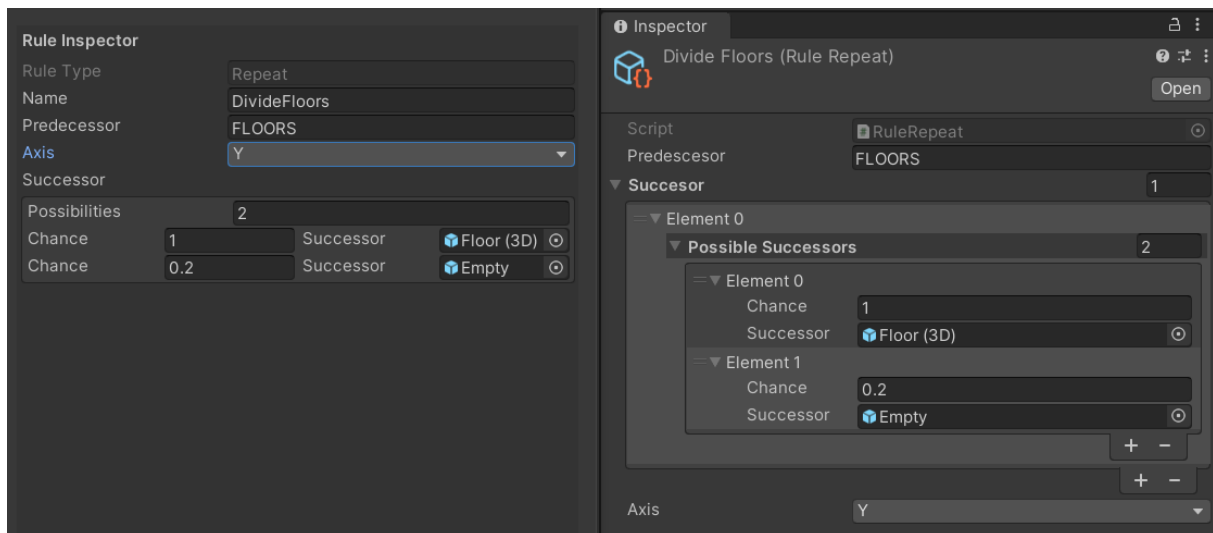 Rule Inspector
Rule Type Repeat
Name DivideFloors
Predecessor FLOORS
Axis Y
Successor
Possibilities 2
Chance 1 Successor Floor (3D)
Chance 0.2 Successor Empty
Inspector
Divide Floors (Rule Repeat)
Open
Script RuleRepeat
Predescesor FLOORS
Succesor 1
Element 0
Possible Successors 2
Element 0
Chance 1
Successor Floor (3D)
Element 1
Chance 0.2
Successor Empty
+ −
+ −
Axis Y